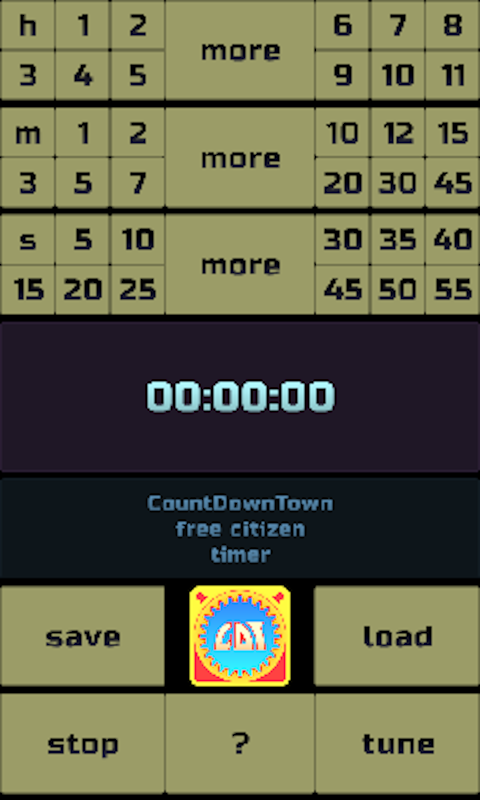 h 1 2 more 6 7 8
3 4 5 9 10 11
m 1 2 more 10 12 15
3 5 7 20 30 45
s 5 10 more 30 35 40
15 20 25 45 50 55
00:00:00
CountDownTown
free citizen
timer
save CDT load
stop ? tune